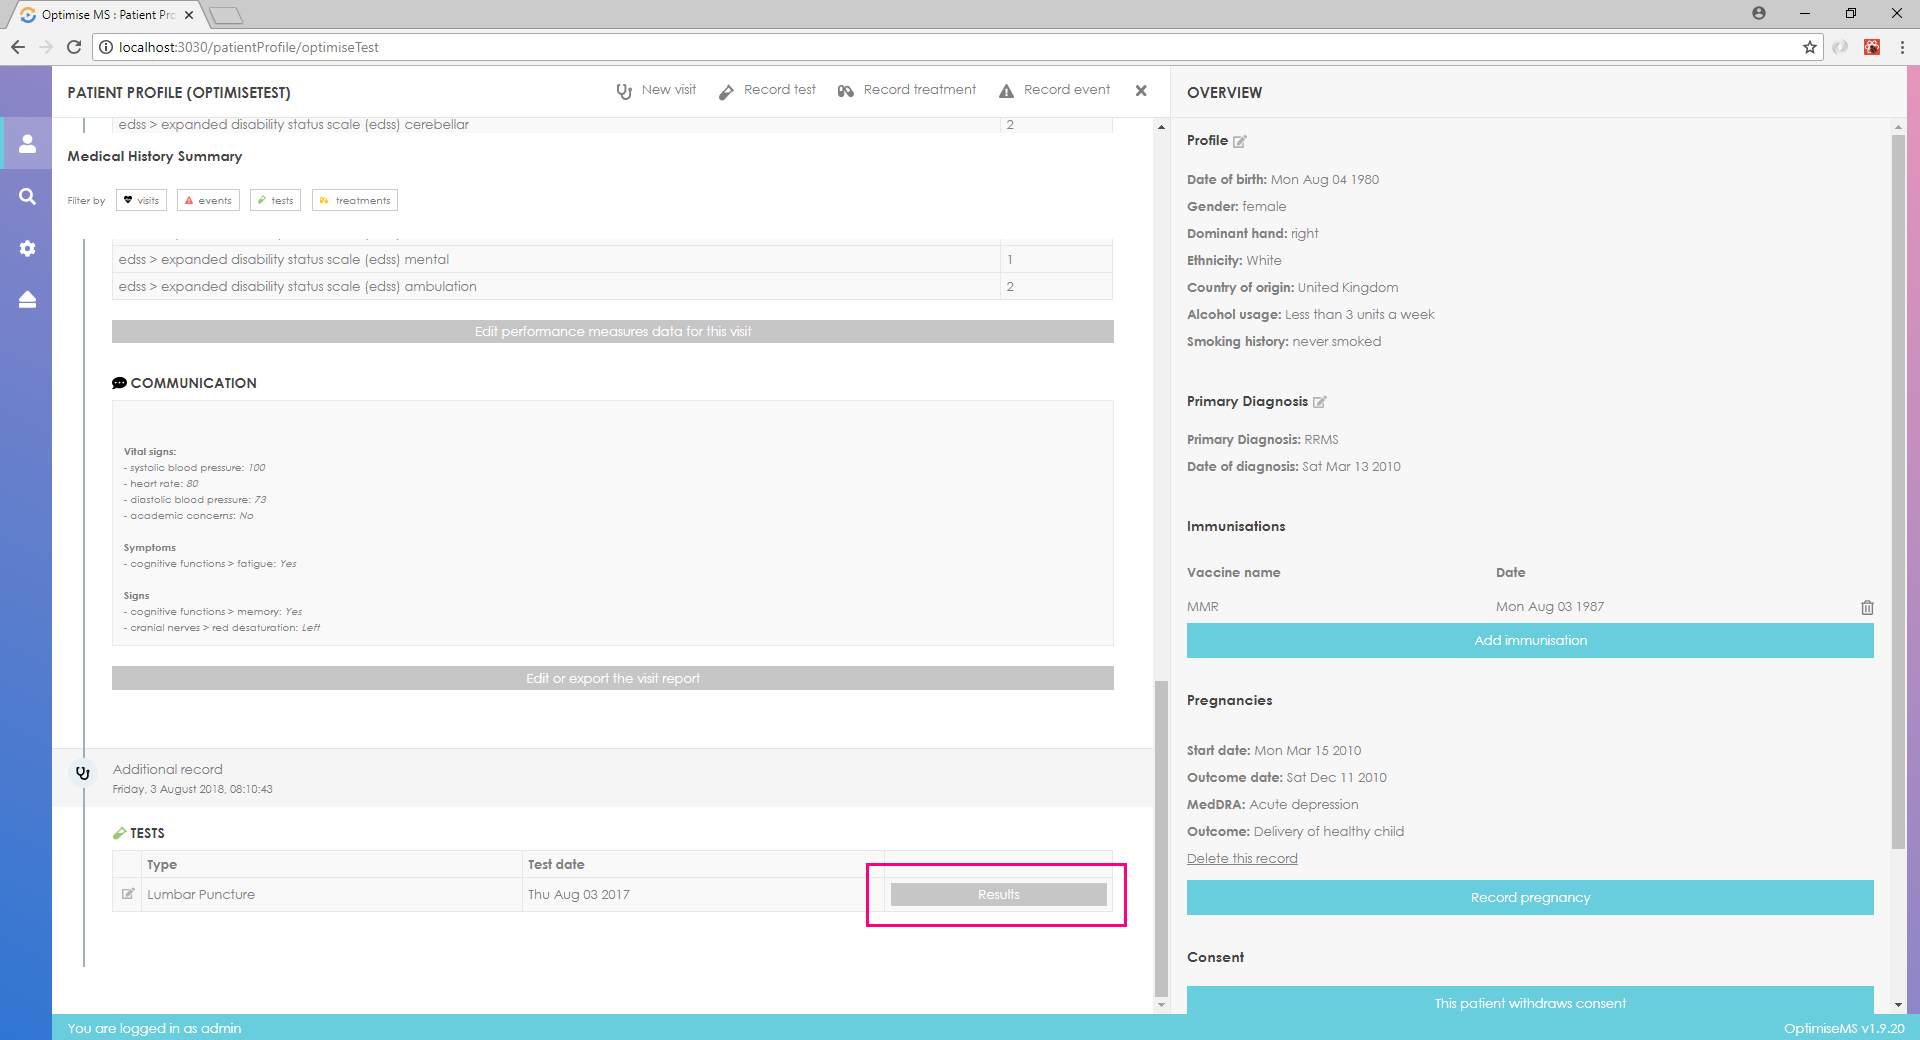 Optimise MS : Patient Pro
localhost:3030/patientProfile/optimiseTest
PATIENT PROFILE (OPTIMISETEST)
New visit
Record test
Record treatment
Record event
edss > expanded disability status scale (edss) cerebellar 2
Medical History Summary
Filter by visits events tests treatments
edss > expanded disability status scale (edss) mental 1
edss > expanded disability status scale (edss) ambulation 2
Edit performance measures data for this visit
COMMUNICATION
Vital signs:
- systolic blood pressure: 100
- heart rate: 80
- diastolic blood pressure: 73
- academic concerns: No
Symptoms
- cognitive functions > fatigue: Yes
Signs
- cognitive functions > memory: Yes
- cranial nerves > red desaturation: Left
Edit or export the visit report
Additional record
Friday, 3 August 2018, 08:10:43
TESTS
Type Test date
Lumbar Puncture Thu Aug 03 2017 Results
OVERVIEW
Profile
Date of birth: Mon Aug 04 1980
Gender: female
Dominant hand: right
Ethnicity: White
Country of origin: United Kingdom
Alcohol usage: Less than 3 units a week
Smoking history: never smoked
Primary Diagnosis
Primary Diagnosis: RRMS
Date of diagnosis: Sat Mar 13 2010
Immunisations
Vaccine name Date
MMR Mon Aug 03 1987
Add immunisation
Pregnancies
Start date: Mon Mar 15 2010
Outcome date: Sat Dec 11 2010
MedDRA: Acute depression
Outcome: Delivery of healthy child
Delete this record
Record pregnancy
Consent
This patient withdraws consent
You are logged in as admin
OptimiseMS v1.9.20